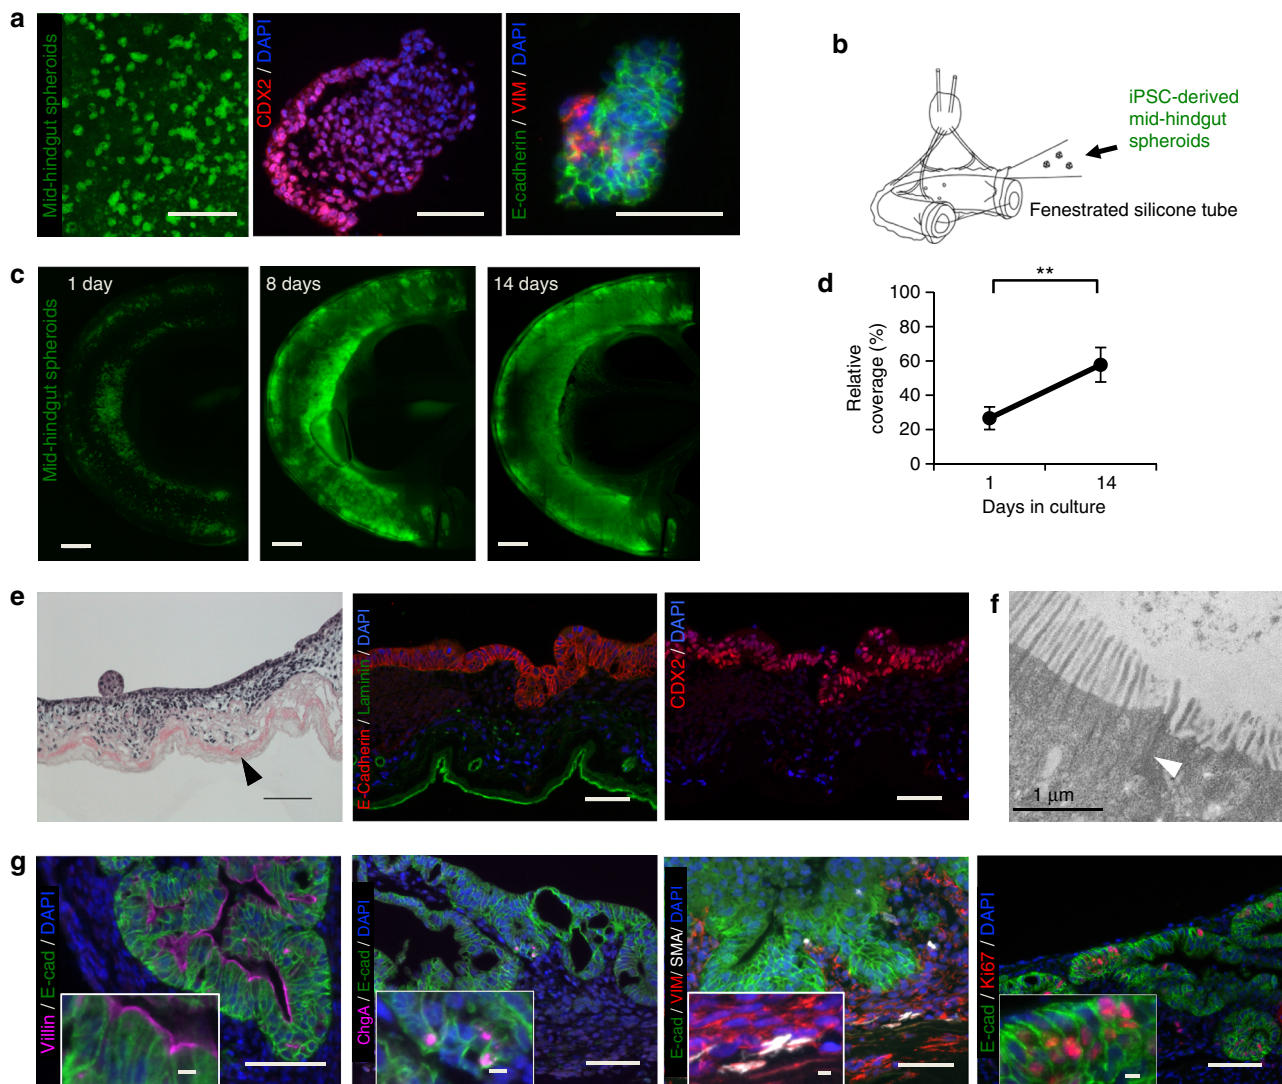 a
Mid-hindgut spheroids
CDX2 / DAPI
E-cadherin / VIM / DAPI
b
iPSC-derived
mid-hindgut
spheroids
Fenestrated silicone tube
c
Mid-hindgut spheroids
1 day
8 days
14 days
d
**
Relative
coverage (%)
100
80
60
40
20
0
1
14
Days in culture
e
E-Cadherin / Laminin / DAPI
CDX2 / DAPI
f
1 μm
g
Villin / E-cad / DAPI
ChgA / E-cad / DAPI
E-cad / VIM/ SMA/ DAPI
E-cad / Ki67 / DAPI